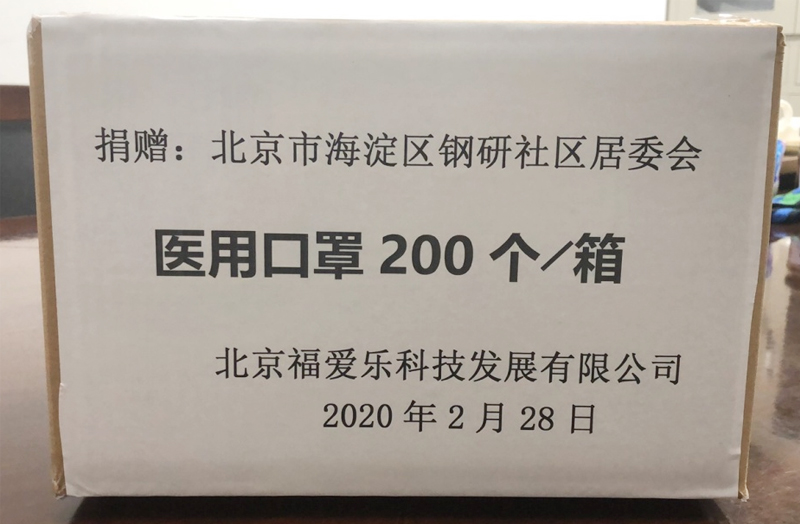 捐赠：北京市海淀区钢研社区居委会
医用口罩 200 个/箱
北京福爱乐科技发展有限公司
2020 年 2 月 28 日